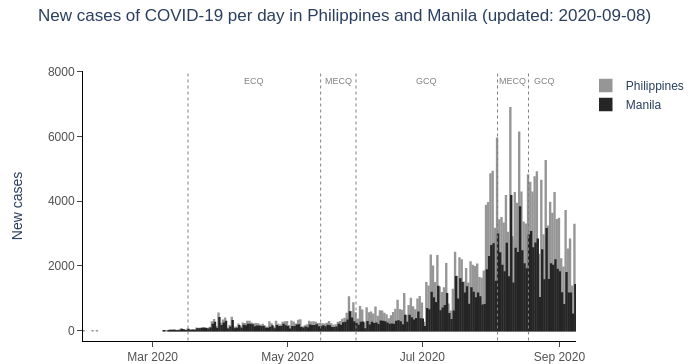 New cases of COVID-19 per day in Philippines and Manila (updated: 2020-09-08)
8000
6000
4000
2000
0
New cases
ECQ
MECQ
GCQ
MECQ
GCQ
Philippines
Manila
Mar 2020
May 2020
Jul 2020
Sep 2020